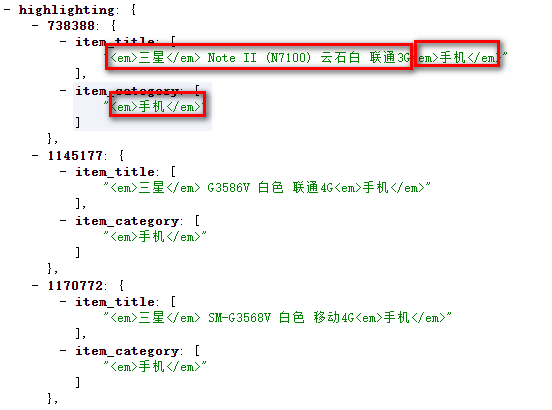 - highlighting: {
- 738388: {
- item_title: [
"<em>三星</em> Note II (N7100) 云石白 联通3G<em>手机</em>"
],
- item_category: [
"<em>手机</em>"
]
},
- 1145177: {
- item_title: [
"<em>三星</em> G3586V 白色 联通4G<em>手机</em>"
],
- item_category: [
"<em>手机</em>"
]
},
- 1170772: {
- item_title: [
"<em>三星</em> SM-G3568V 白色 移动4G<em>手机</em>"
],
- item_category: [
"<em>手机</em>"
]
},